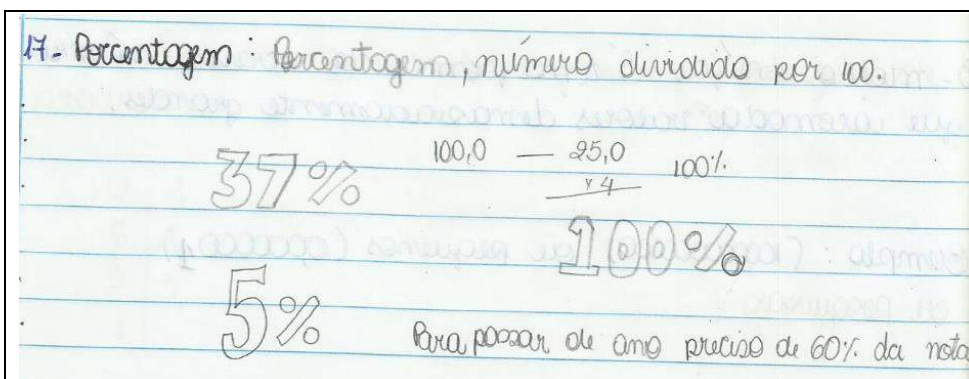 17- Porcentagem: Porcentagem, número dividido por 100.
37% 100,0 — 25,0 100%
x4
100%
5%
Para passar de ano preciso de 60% da nota